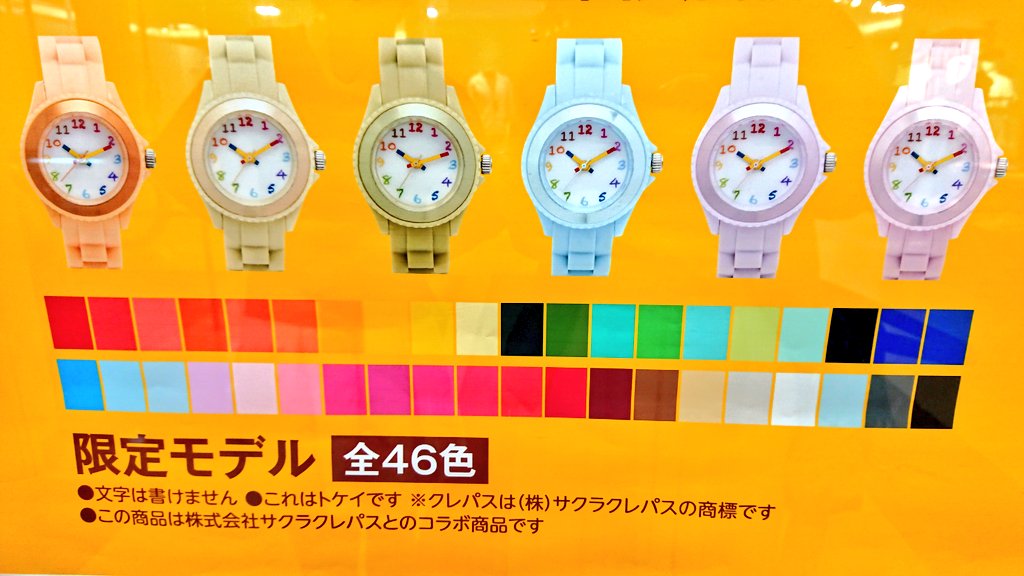 限定モデル 全46色
●文字は書けません ●これはトケイです ※クレパスは(株)サクラクレパスの商標です
●この商品は株式会社サクラクレパスとのコラボ商品です